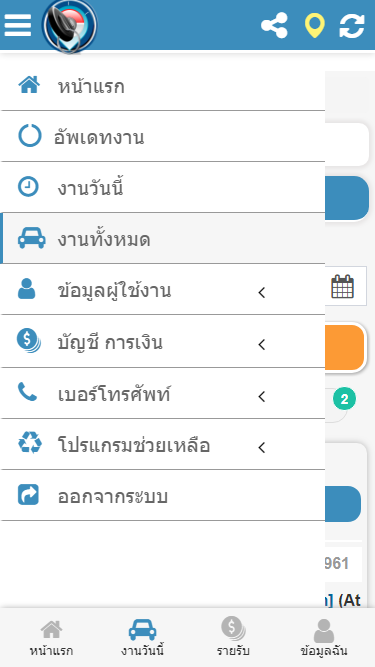 หน้าแรก
อัพเดทงาน
งานวันนี้
งานทั้งหมด
ข้อมูลผู้ใช้งาน
บัญชี การเงิน
เบอร์โทรศัพท์
2
โปรแกรมช่วยเหลือ
ออกจากระบบ
961
] (At
หน้าแรก
งานวันนี้
รายรับ
ข้อมูลฉัน